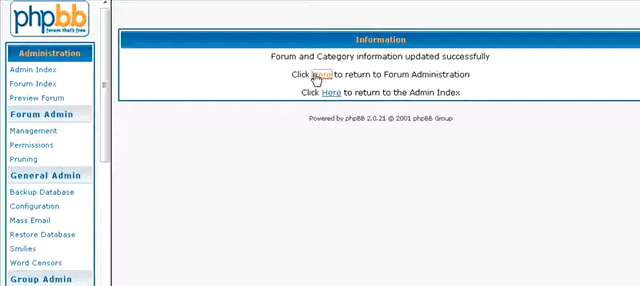 phpbb
forum that's free
Administration
Admin Index
Forum Index
Preview Forum
Forum Admin
Management
Permissions
Pruning
General Admin
Backup Database
Configuration
Mass Email
Restore Database
Smilies
Word Censors
Group Admin
Information
Forum and Category information updated successfully
Click Here to return to Forum Administration
Click Here to return to the Admin Index
Powered by phpBB 2.0.21 © 2001 phpBB Group